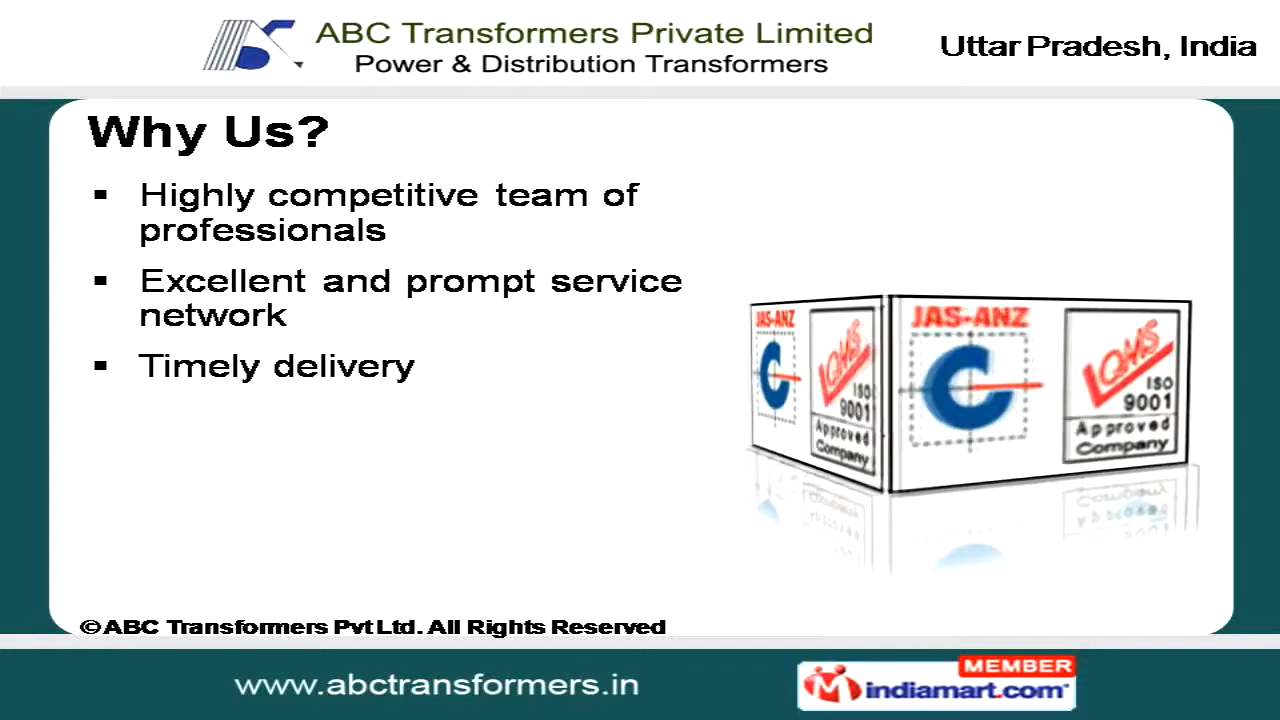 ABC Transformers Private Limited
Power & Distribution Transformers
Uttar Pradesh, India
Why Us?
▪ Highly competitive team of
professionals
▪ Excellent and prompt service
network
▪ Timely delivery
JAS-ANZ
QMS
ISO
9001
Approved
Company
JAS-ANZ
QMS
ISO
9001
Approved
Company
© ABC Transformers Pvt Ltd. All Rights Reserved
www.abctransformers.in
MEMBER
indiamart.com